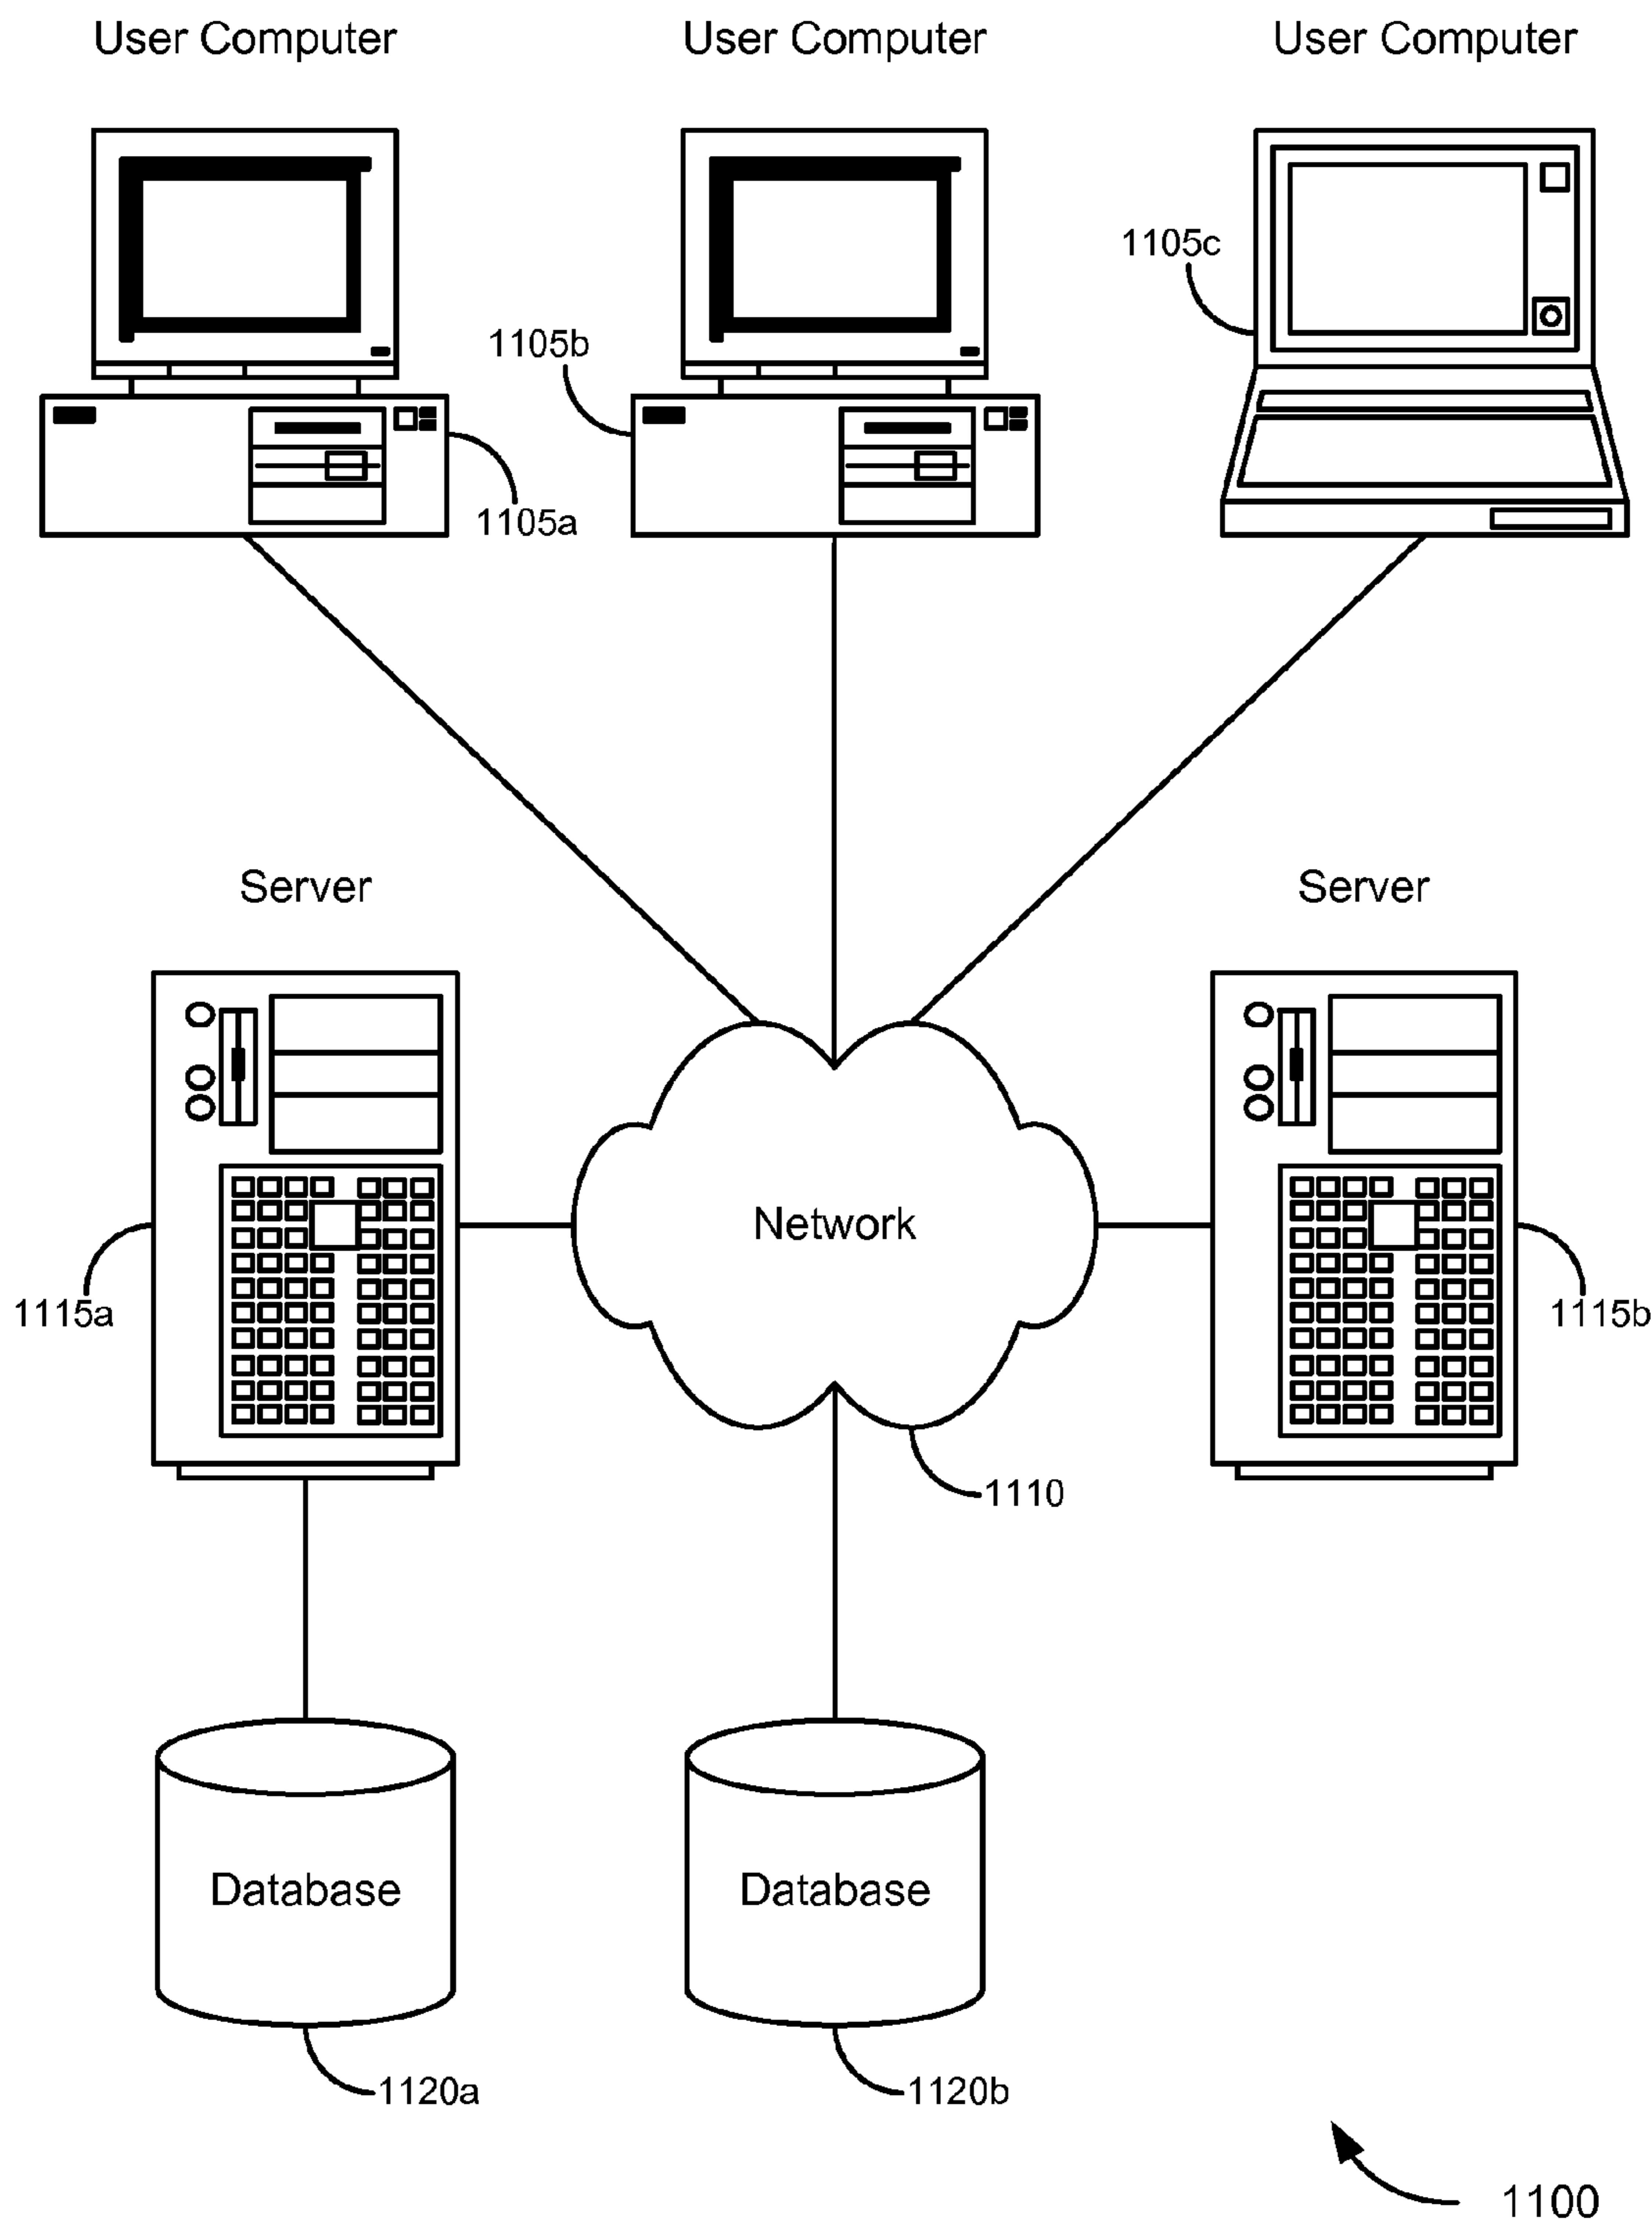 User Computer
User Computer
User Computer
1105c
1105b
1105a
Server
Server
Network
1115a
1115b
1110
Database
Database
1120a
1120b
1100